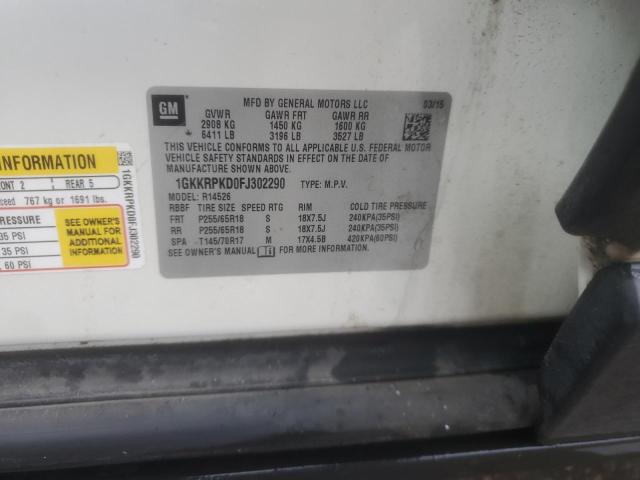 GM
MFD BY GENERAL MOTORS LLC
03/15
GVWR GAWR FRT GAWR RR
2908 KG 1450 KG 1600 KG
6411 LB 3196 LB 3527 LB
THIS VEHICLE CONFORMS TO ALL APPLICABLE U.S. FEDERAL MOTOR
VEHICLE SAFETY STANDARDS IN EFFECT ON THE DATE OF
MANUFACTURE SHOWN ABOVE.
1GKKRPKD0FJ302290 TYPE: M.P.V.
MODEL: R14526
RBBF TIRE SIZE SPEED RTG RIM COLD TIRE PRESSURE
FRT P255/65R18 S 18X7.5J 240KPA(35PSI)
RR P255/65R18 S 18X7.5J 240KPA(35PSI)
SPA T145/70R17 M 17X4.5B 420KPA(60PSI)
SEE OWNER'S MANUAL FOR MORE INFORMATION.
INFORMATION
FRONT 2 REAR 5
exceed 767 kg or 1691 lbs.
PRESSURE
35 PSI
35 PSI
60 PSI
SEE OWNER'S
MANUAL FOR
ADDITIONAL
INFORMATION
1GKKRPKD0FJ302290